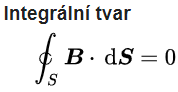 Integrální tvar
∮_S B · dS = 0